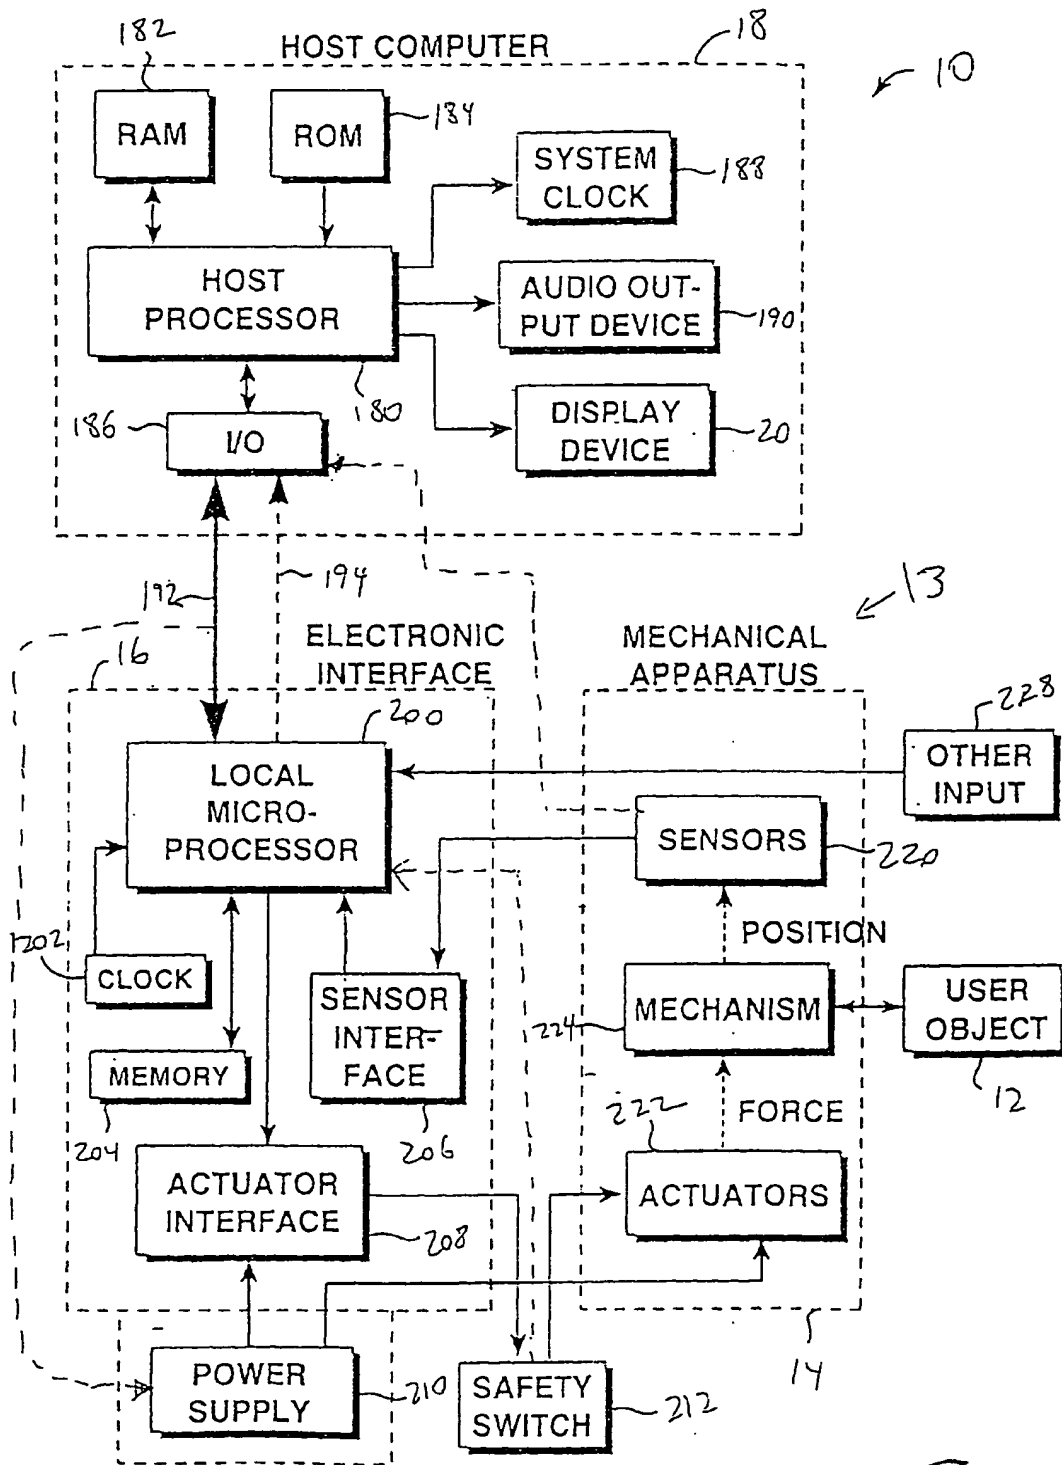 182
HOST COMPUTER
18
10
RAM
ROM
184
SYSTEM
CLOCK
188
HOST
PROCESSOR
180
AUDIO OUT-
PUT DEVICE
190
186
I/O
DISPLAY
DEVICE
20
192
194
13
ELECTRONIC
INTERFACE
16
MECHANICAL
APPARATUS
200
228
LOCAL
MICRO-
PROCESSOR
OTHER
INPUT
SENSORS
220
POSITION
202
CLOCK
SENSOR
INTER-
FACE
206
MECHANISM
224
USER
OBJECT
12
MEMORY
204
222
FORCE
ACTUATOR
INTERFACE
208
ACTUATORS
14
POWER
SUPPLY
210
SAFETY
SWITCH
212